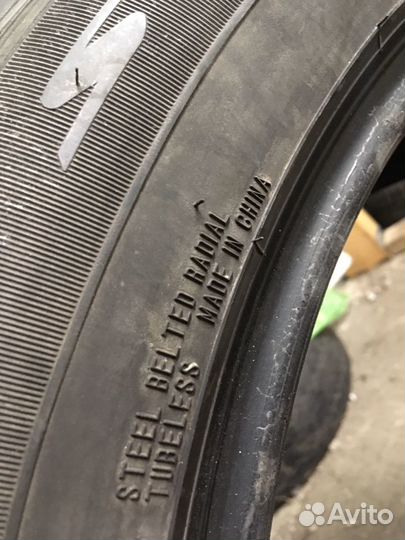 STEEL BELTED RADIAL
TUBELESS MADE IN CHINA
Avito